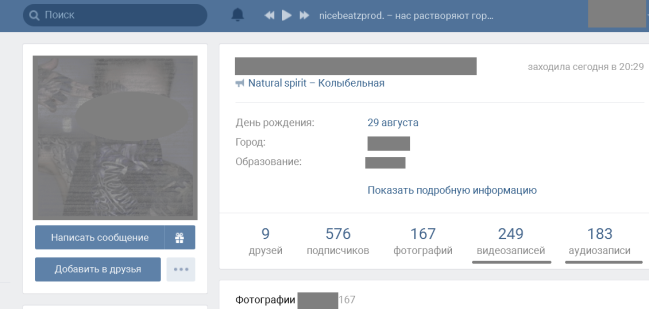 Поиск
nicebeatzprod. – нас растворяют гор...
заходила сегодня в 20:29
Natural spirit – Колыбельная
День рождения: 29 августа
Город:
Образование:
Показать подробную информацию
9 576 167 249 183
друзей подписчиков фотографий видеозаписей аудиозаписи
Написать сообщение
Добавить в друзья
Фотографии 167